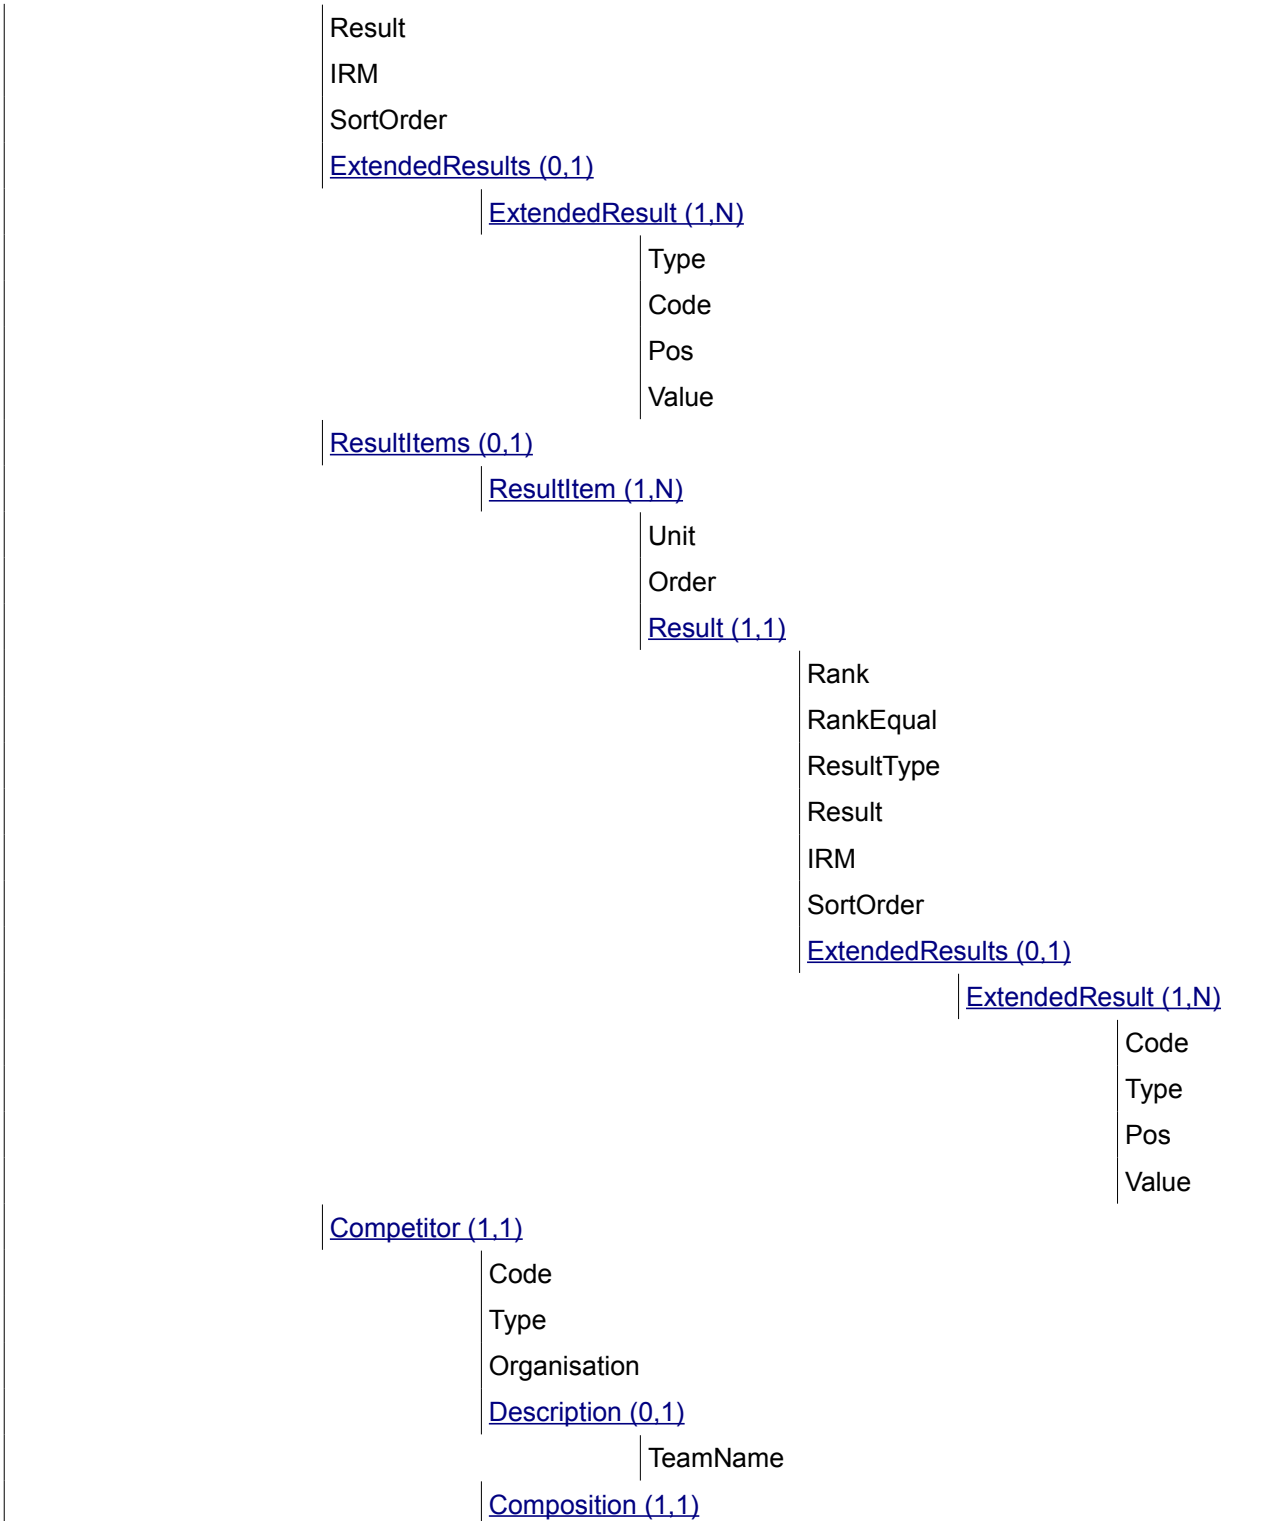 Result
IRM
SortOrder
ExtendedResults (0,1)
ExtendedResult (1,N)
Type
Code
Pos
Value
ResultItems (0,1)
ResultItem (1,N)
Unit
Order
Result (1,1)
Rank
RankEqual
ResultType
Result
IRM
SortOrder
ExtendedResults (0,1)
ExtendedResult (1,N)
Code
Type
Pos
Value
Competitor (1,1)
Code
Type
Organisation
Description (0,1)
TeamName
Composition (1,1)